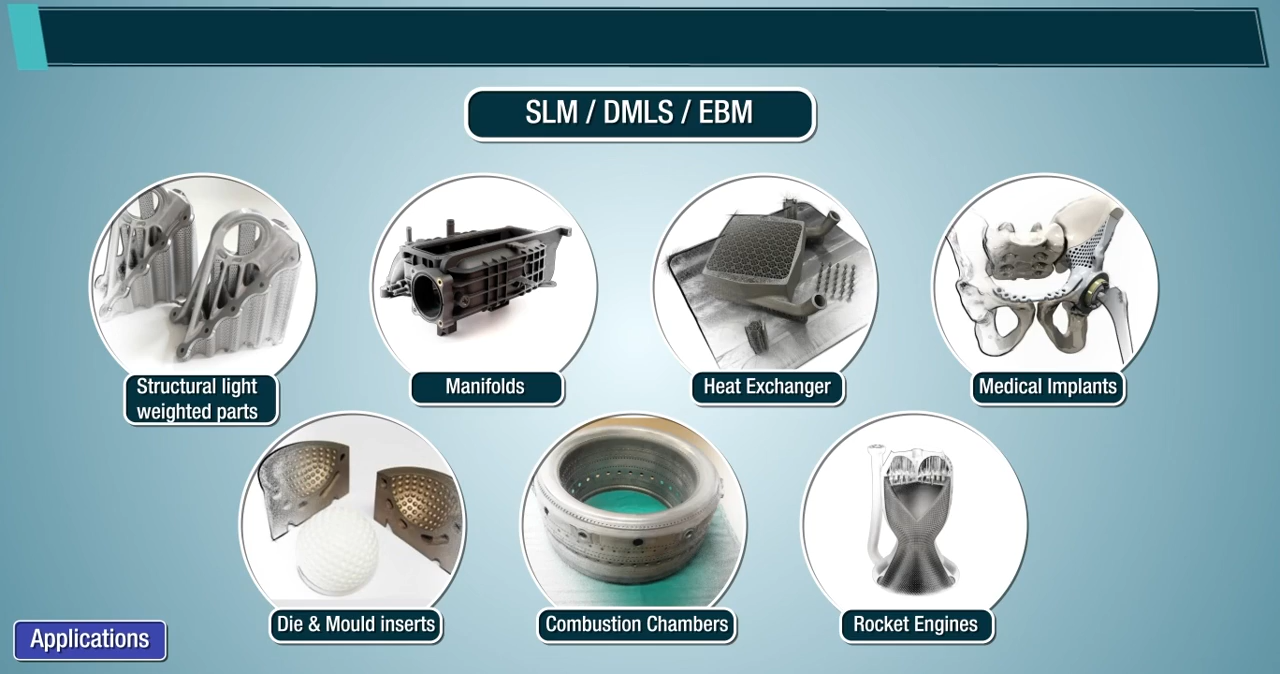 SLM / DMLS / EBM
Structural light
weighted parts
Manifolds
Heat Exchanger
Medical Implants
Die & Mould inserts
Combustion Chambers
Rocket Engines
Applications